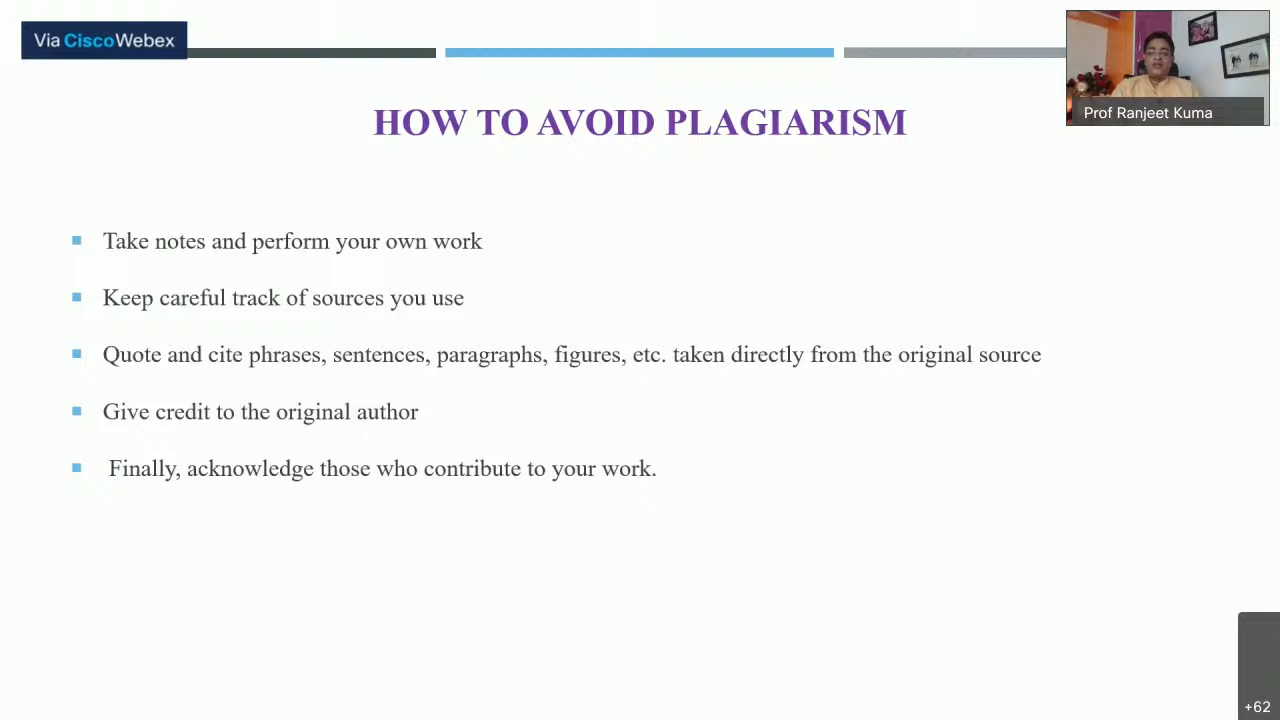 Via CiscoWebex
Prof Ranjeet Kuma
HOW TO AVOID PLAGIARISM
Take notes and perform your own work
Keep careful track of sources you use
Quote and cite phrases, sentences, paragraphs, figures, etc. taken directly from the original source
Give credit to the original author
Finally, acknowledge those who contribute to your work.
+62